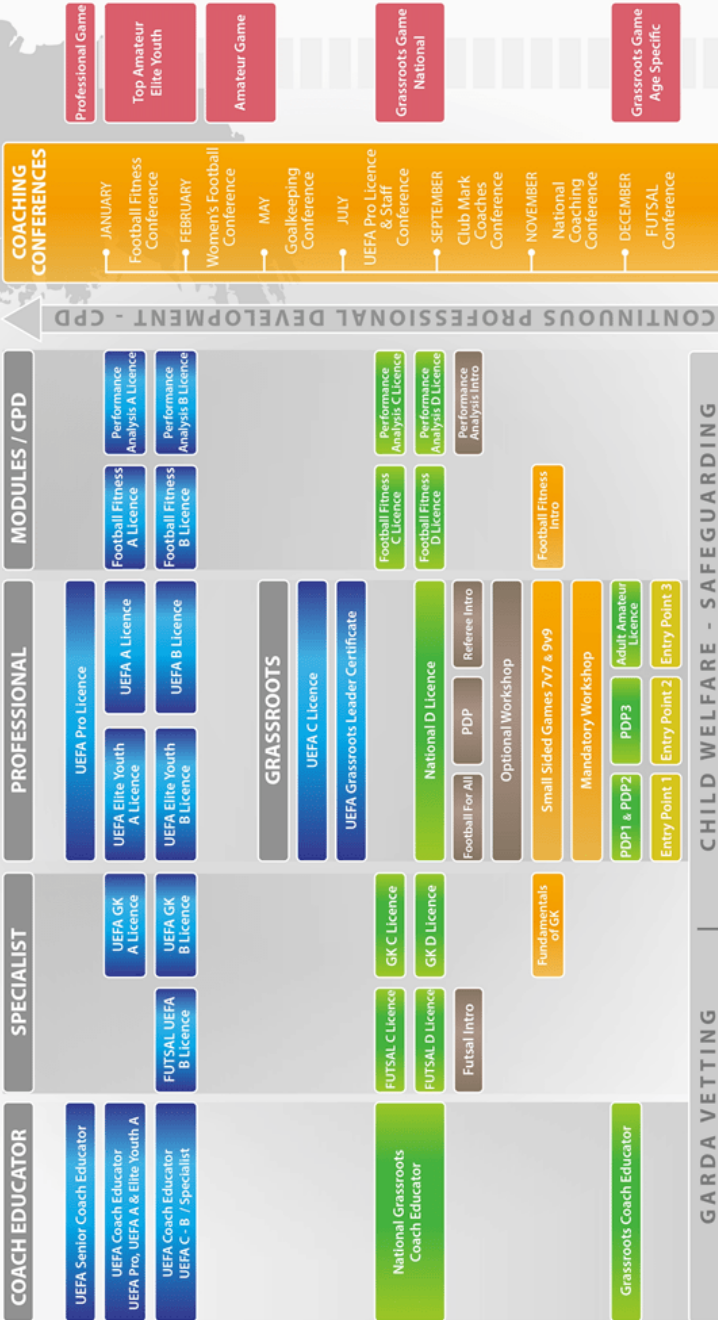 COACH EDUCATOR
UEFA Senior Coach Educator
UEFA Coach Educator
UEFA Pro, UEFA A & Elite Youth A
UEFA Coach Educator
UEFA C - B / Specialist
National Grassroots
Coach Educator
Grassroots Coach Educator
SPECIALIST
UEFA GK
A Licence
FUTSAL UEFA
B Licence
UEFA GK
B Licence
FUTSAL C Licence
GK C Licence
FUTSAL D Licence
GK D Licence
Futsal Intro
Fundamentals
of GK
PROFESSIONAL
UEFA Pro Licence
UEFA Elite Youth
A Licence
UEFA A Licence
UEFA Elite Youth
B Licence
UEFA B Licence
GRASSROOTS
UEFA C Licence
UEFA Grassroots Leader Certificate
National D Licence
Football For All
PDP
Referee Intro
Optional Workshop
Small Sided Games 7v7 & 9v9
Mandatory Workshop
PDP1 & PDP2
PDP3
Adult Amateur
Licence
Entry Point 1
Entry Point 2
Entry Point 3
MODULES / CPD
Football Fitness
A Licence
Performance
Analysis A Licence
Football Fitness
B Licence
Performance
Analysis B Licence
Football Fitness
C Licence
Performance
Analysis C Licence
Football Fitness
D Licence
Performance
Analysis D Licence
Performance
Analysis Intro
Football Fitness
Intro
GARDA VETTING | CHILD WELFARE - SAFEGUARDING
CONTINUOUS PROFESSIONAL DEVELOPMENT - CPD
COACHING
CONFERENCES
JANUARY
Football Fitness
Conference
FEBRUARY
Women's Football
Conference
MAY
Goalkeeping
Conference
JULY
UEFA Pro Licence
& Staff
Conference
SEPTEMBER
Club Mark
Coaches
Conference
NOVEMBER
National
Coaching
Conference
DECEMBER
FUTSAL
Conference
Professional Game
Top Amateur
Elite Youth
Amateur Game
Grassroots Game
National
Grassroots Game
Age Specific